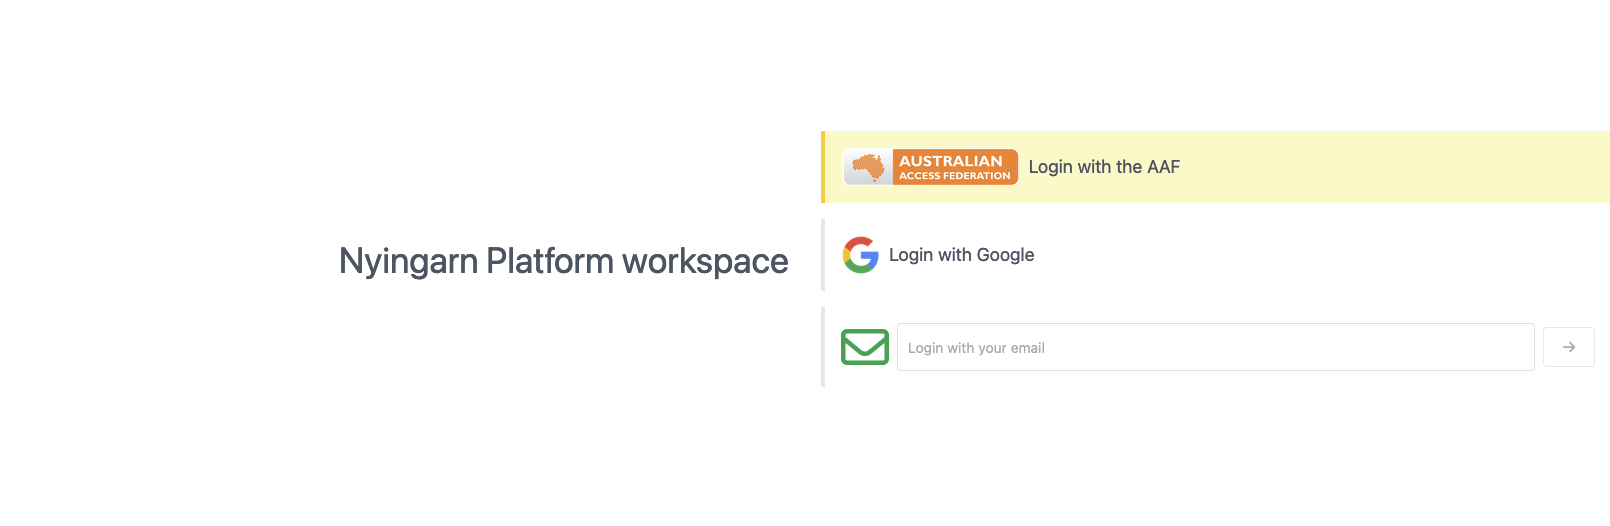 Nyingarn Platform workspace
AUSTRALIAN
ACCESS FEDERATION
Login with the AAF
Login with Google
Login with your email